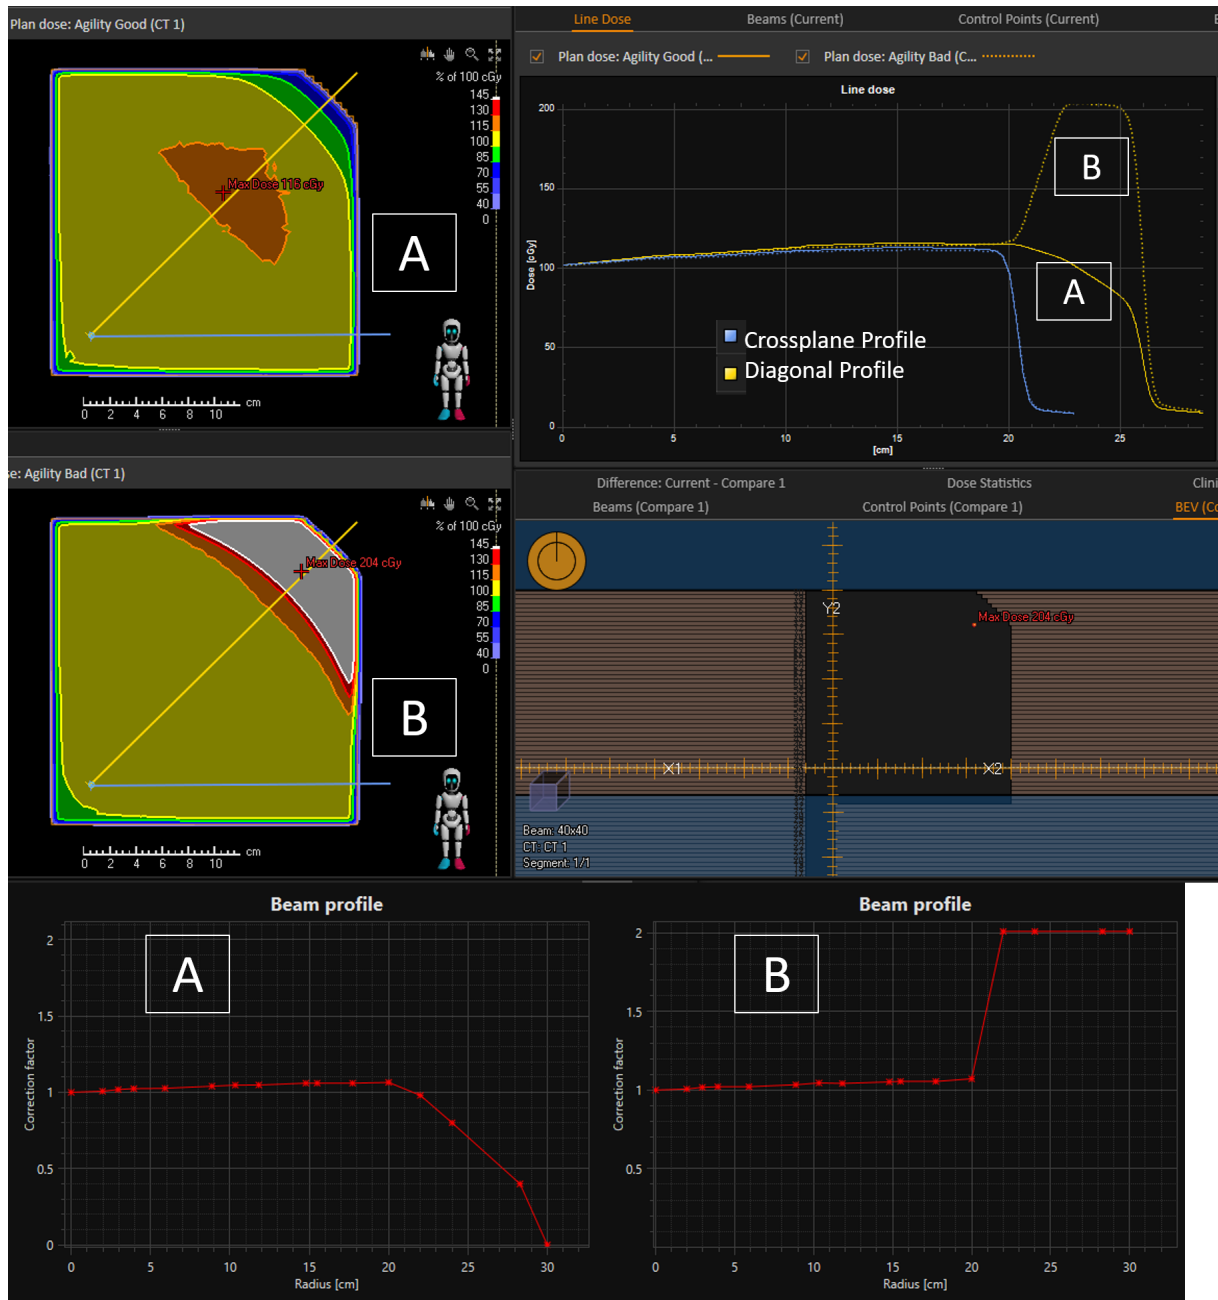 Plan dose: Agility Good (CT 1)
% of 100 cGy
145
130
115
100
85
70
55
40
0
Max Dose 116 cGy
A
0 2 4 6 8 10 cm
Line Dose Beams (Current) Control Points (Current)
Plan dose: Agility Good (... Plan dose: Agility Bad (C...
Line dose
Dose [cGy]
200
150
100
50
0
B
A
Crossplane Profile
Diagonal Profile
0 5 10 15 20 25
[cm]
se: Agility Bad (CT 1)
% of 100 cGy
145
130
115
100
85
70
55
40
0
Max Dose 204 cGy
B
0 2 4 6 8 10 cm
Difference: Current - Compare 1 Dose Statistics Clini
Beams (Compare 1) Control Points (Compare 1) BEV (Co
Y2
Max Dose 204 cGy
X1 X2
Beam: 40x40
CT: CT 1
Segment: 1/1
Beam profile
A
Correction factor
2
1.5
1
0.5
0
0 5 10 15 20 25 30
Radius [cm]
Beam profile
B
Correction factor
2
1.5
1
0.5
0 5 10 15 20 25 30
Radius [cm]